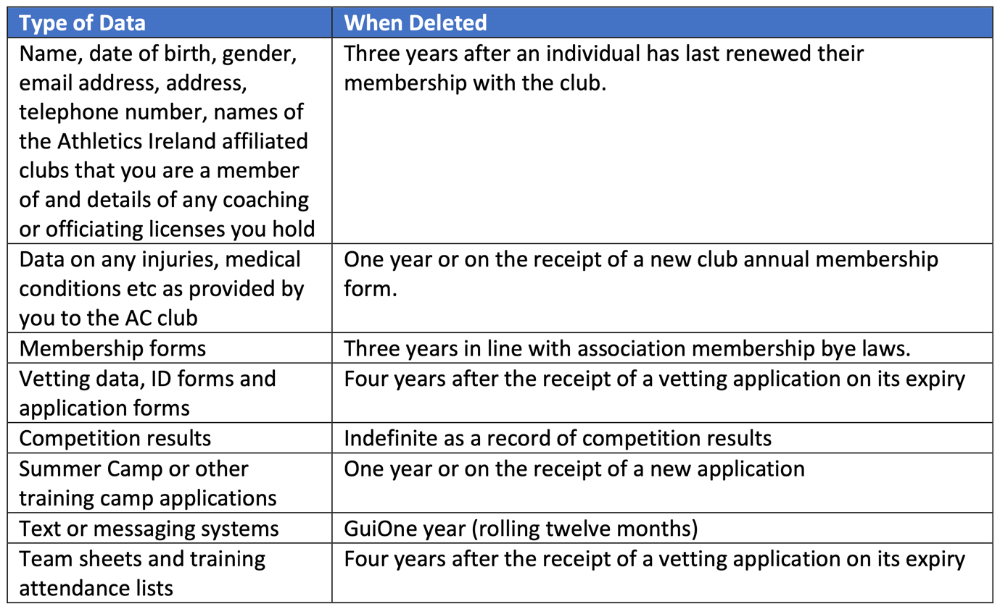 Type of Data
When Deleted
Name, date of birth, gender,
email address, address,
telephone number, names of
the Athletics Ireland affiliated
clubs that you are a member
of and details of any coaching
or officiating licenses you hold
Three years after an individual has last renewed their
membership with the club.
Data on any injuries, medical
conditions etc as provided by
you to the AC club
One year or on the receipt of a new club annual membership
form.
Membership forms
Three years in line with association membership bye laws.
Vetting data, ID forms and
application forms
Four years after the receipt of a vetting application on its expiry
Competition results
Indefinite as a record of competition results
Summer Camp or other
training camp applications
One year or on the receipt of a new application
Text or messaging systems
GuiOne year (rolling twelve months)
Team sheets and training
attendance lists
Four years after the receipt of a vetting application on its expiry